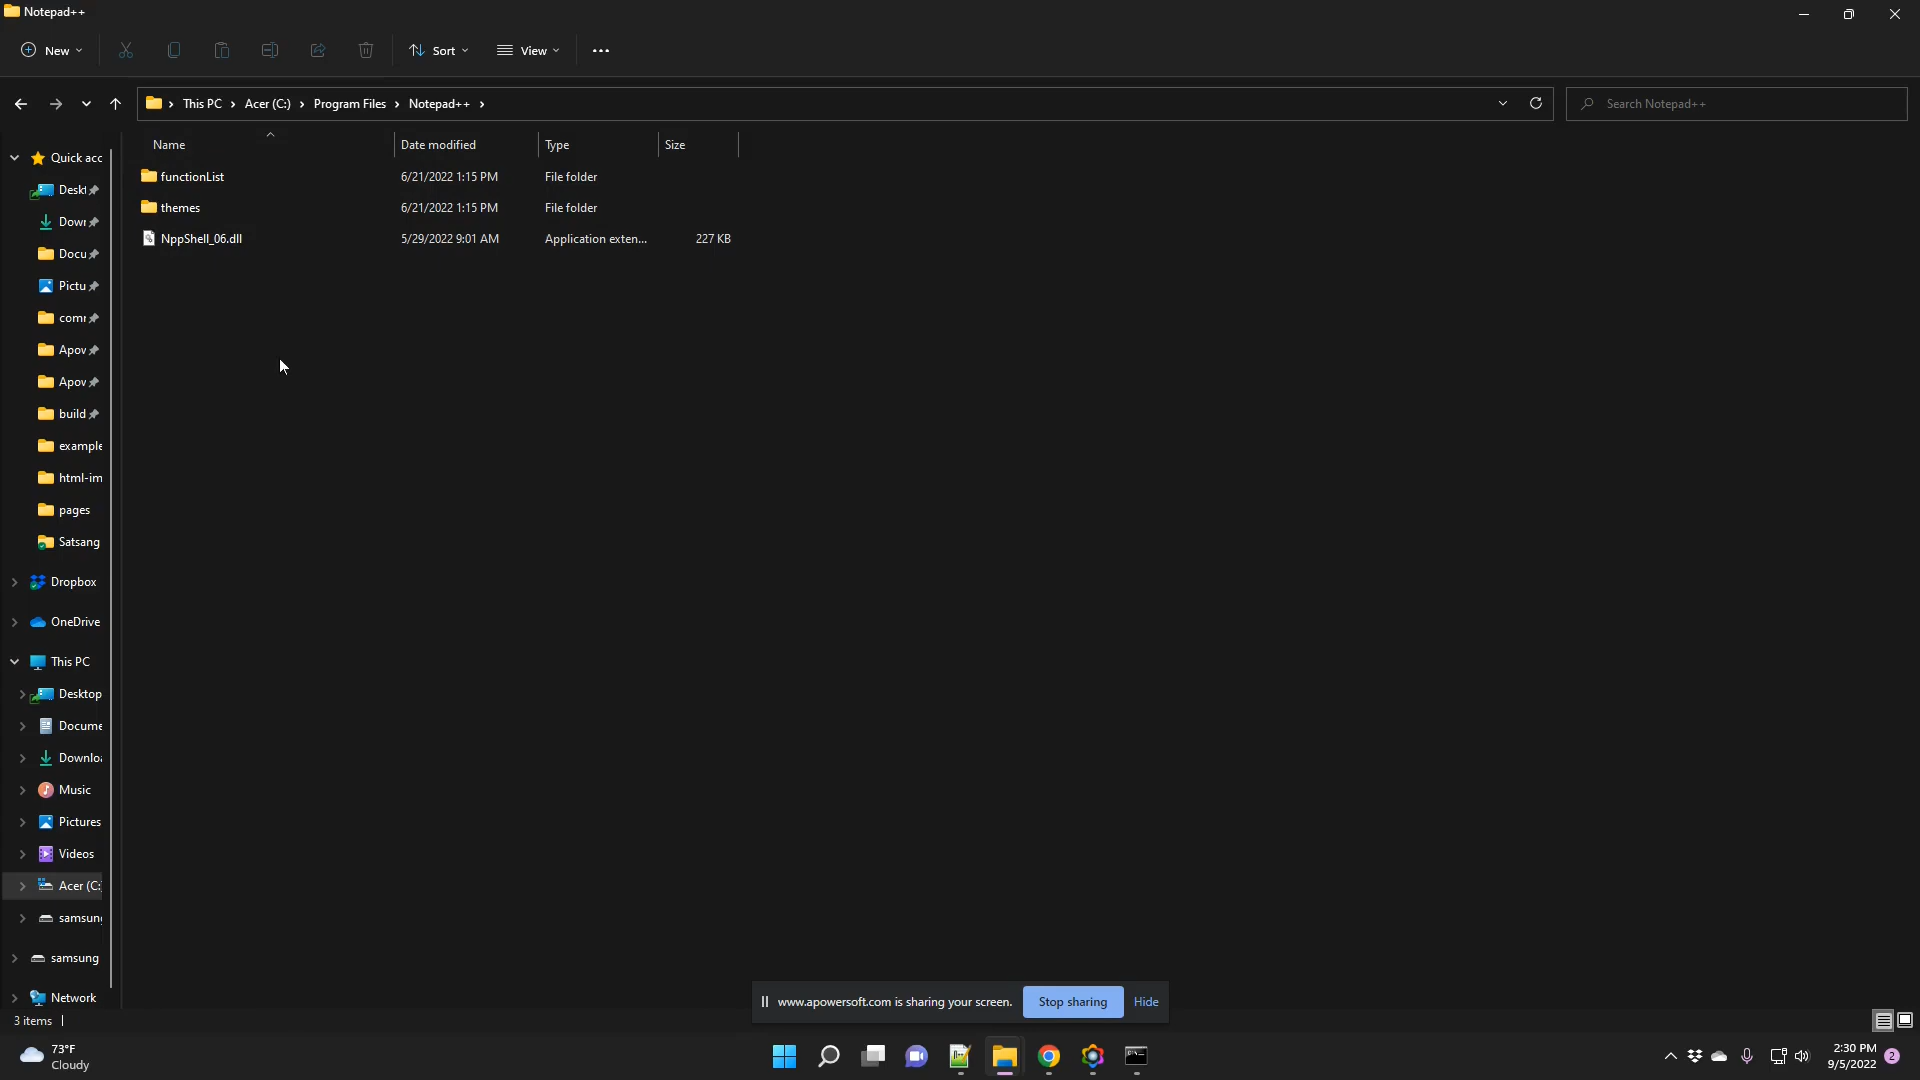 Notepad++
New
Sort
View
This PC
Acer (C:)
Program Files
Notepad++
Search Notepad++
Name
Date modified
Type
Size
functionList
6/21/2022 1:15 PM
File folder
themes
6/21/2022 1:15 PM
File folder
NppShell_06.dll
5/29/2022 9:01 AM
Application exten...
227 KB
Quick acc
Deskt
Dowr
Docu
Pictu
comr
Apov
Apov
build
example
html-im
pages
Satsang
Dropbox
OneDrive
This PC
Desktop
Docume
Downloa
Music
Pictures
Videos
Acer (C:
samsung
samsung
Network
3 items
www.apowersoft.com is sharing your screen.
Stop sharing
Hide
73°F
Cloudy
2:30 PM
9/5/2022
2